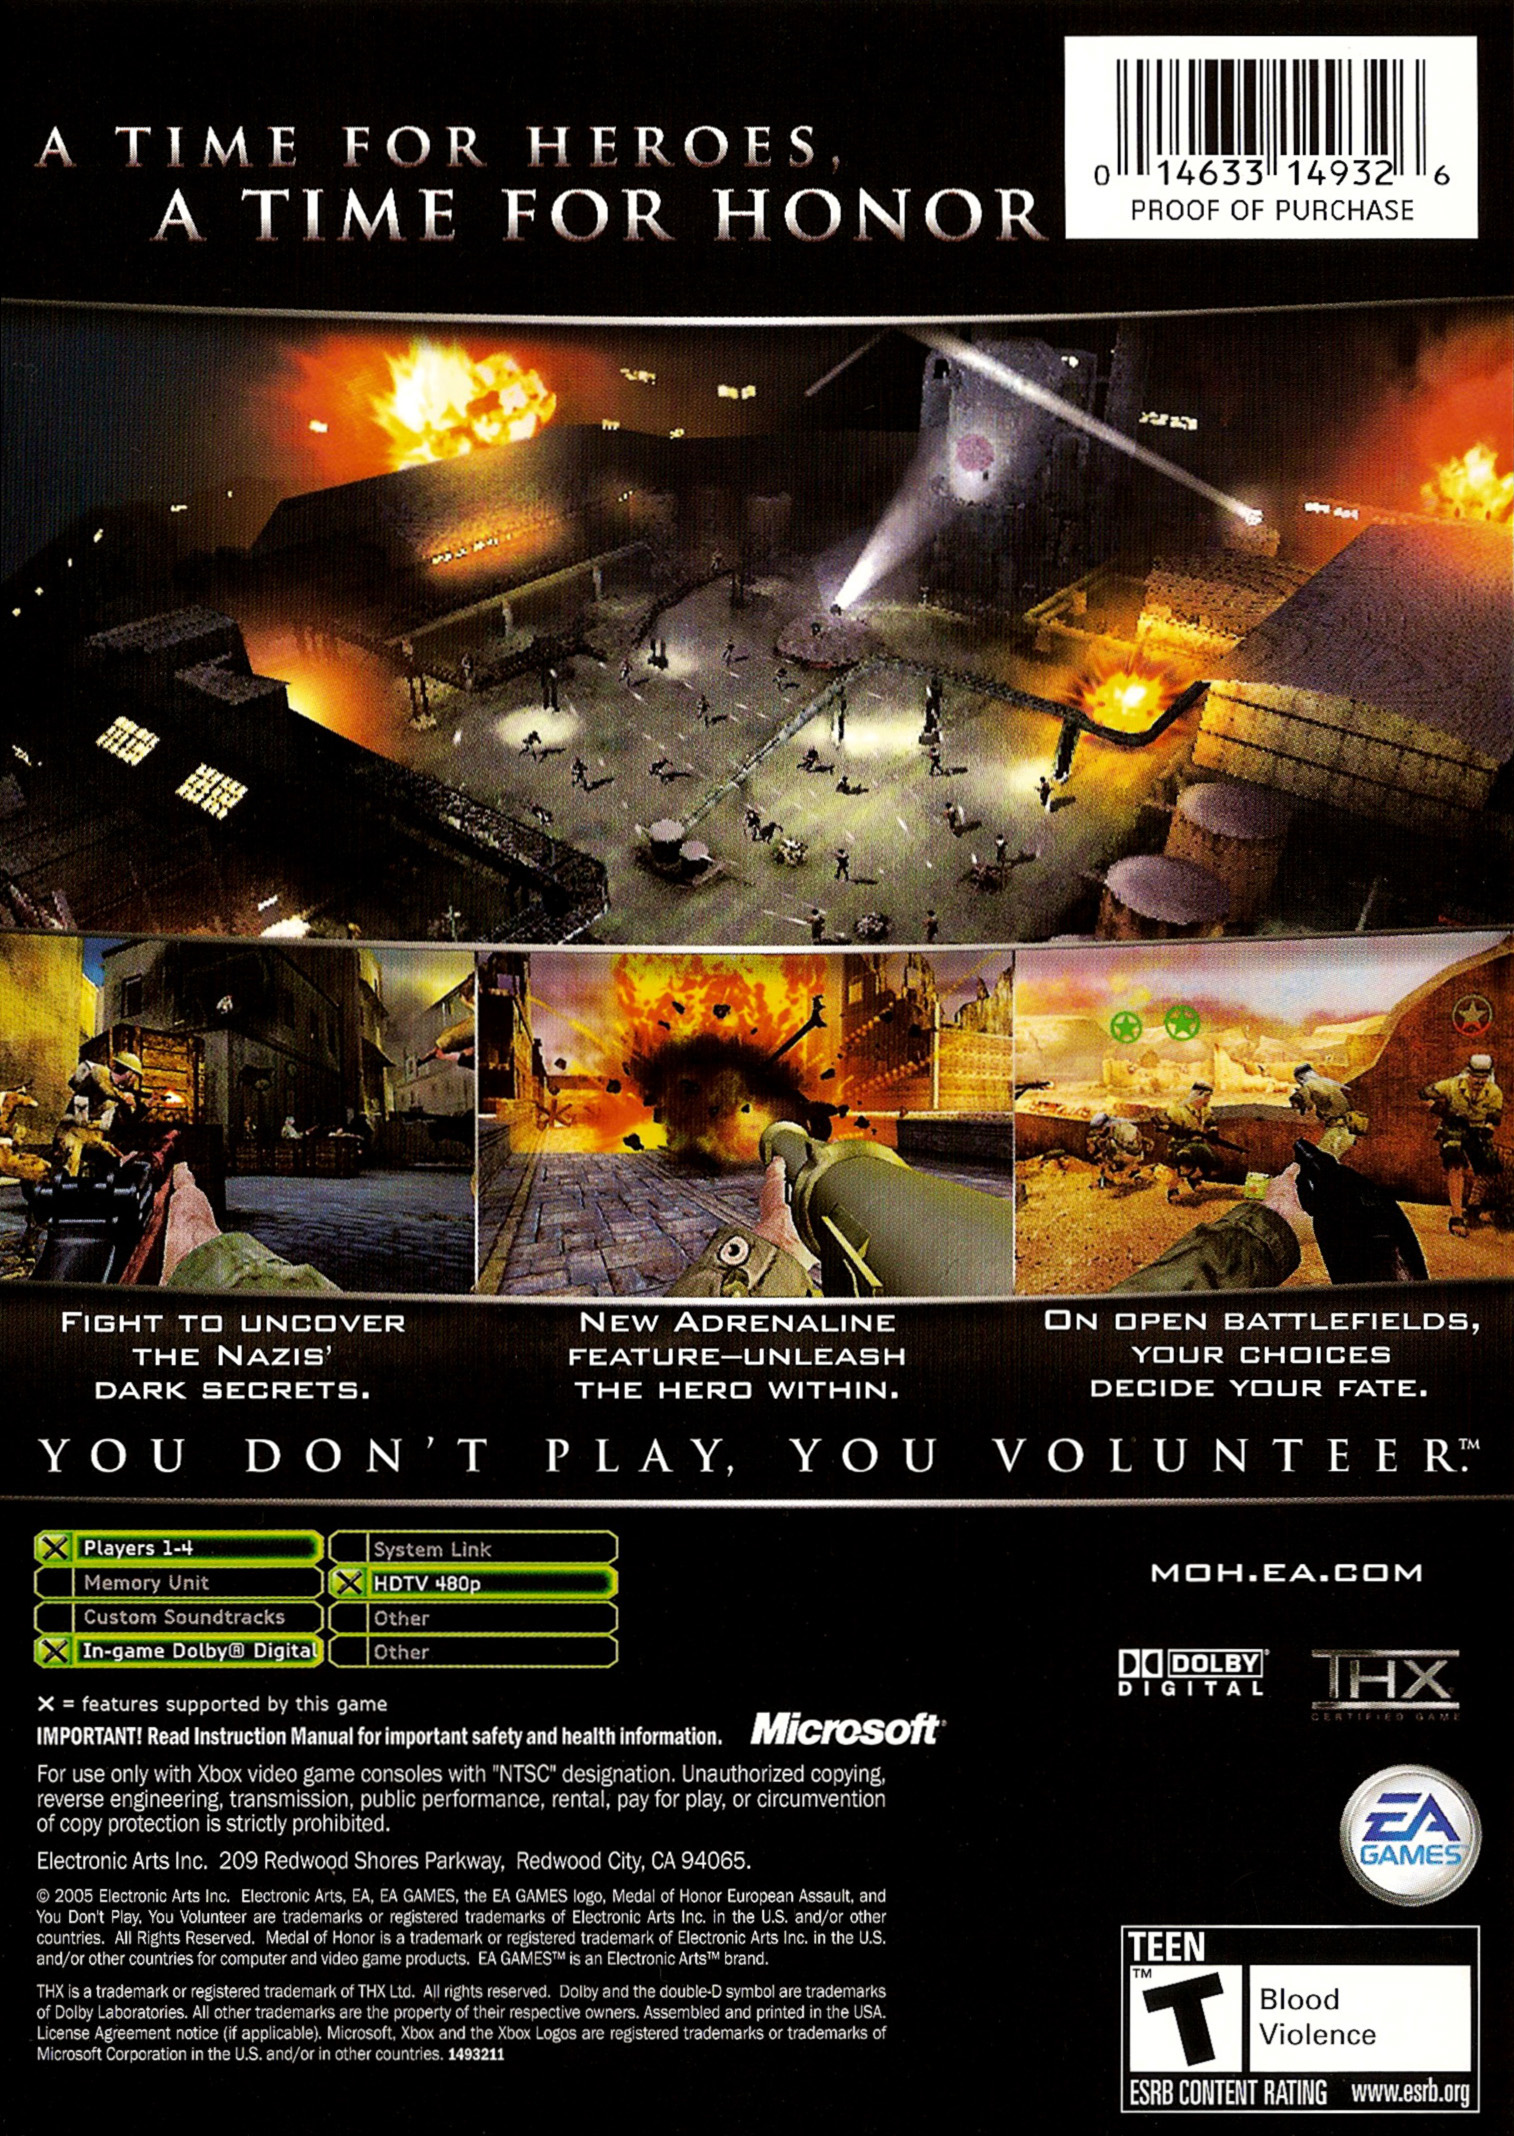 A TIME FOR HEROES,
A TIME FOR HONOR
0 14633 14932 6
PROOF OF PURCHASE
FIGHT TO UNCOVER
THE NAZIS'
DARK SECRETS.
NEW ADRENALINE
FEATURE—UNLEASH
THE HERO WITHIN.
ON OPEN BATTLEFIELDS,
YOUR CHOICES
DECIDE YOUR FATE.
YOU DON'T PLAY, YOU VOLUNTEER.™
X Players 1-4
Memory Unit
Custom Soundtracks
X In-game Dolby® Digital
System Link
X HDTV 480p
Other
Other
X = features supported by this game
IMPORTANT! Read Instruction Manual for important safety and health information.
Microsoft®
For use only with Xbox video game consoles with "NTSC" designation. Unauthorized copying,
reverse engineering, transmission, public performance, rental, pay for play, or circumvention
of copy protection is strictly prohibited.
Electronic Arts Inc. 209 Redwood Shores Parkway, Redwood City, CA 94065.
© 2005 Electronic Arts Inc. Electronic Arts, EA, EA GAMES, the EA GAMES logo, Medal of Honor European Assault, and
You Don't Play, You Volunteer are trademarks or registered trademarks of Electronic Arts Inc. in the U.S. and/or other
countries. All Rights Reserved. Medal of Honor is a trademark or registered trademark of Electronic Arts Inc. in the U.S.
and/or other countries for computer and video game products. EA GAMES™ is an Electronic Arts™ brand.
THX is a trademark or registered trademark of THX Ltd. All rights reserved. Dolby and the double-D symbol are trademarks
of Dolby Laboratories. All other trademarks are the property of their respective owners. Assembled and printed in the USA.
License Agreement notice (if applicable). Microsoft, Xbox and the Xbox Logos are registered trademarks or trademarks of
Microsoft Corporation in the U.S. and/or in other countries. 1493211
MOH.EA.COM
DOLBY®
DIGITAL
THX
CERTIFIED GAME
EA
GAMES™
TEEN
™
T
Blood
Violence
ESRB CONTENT RATING www.esrb.org